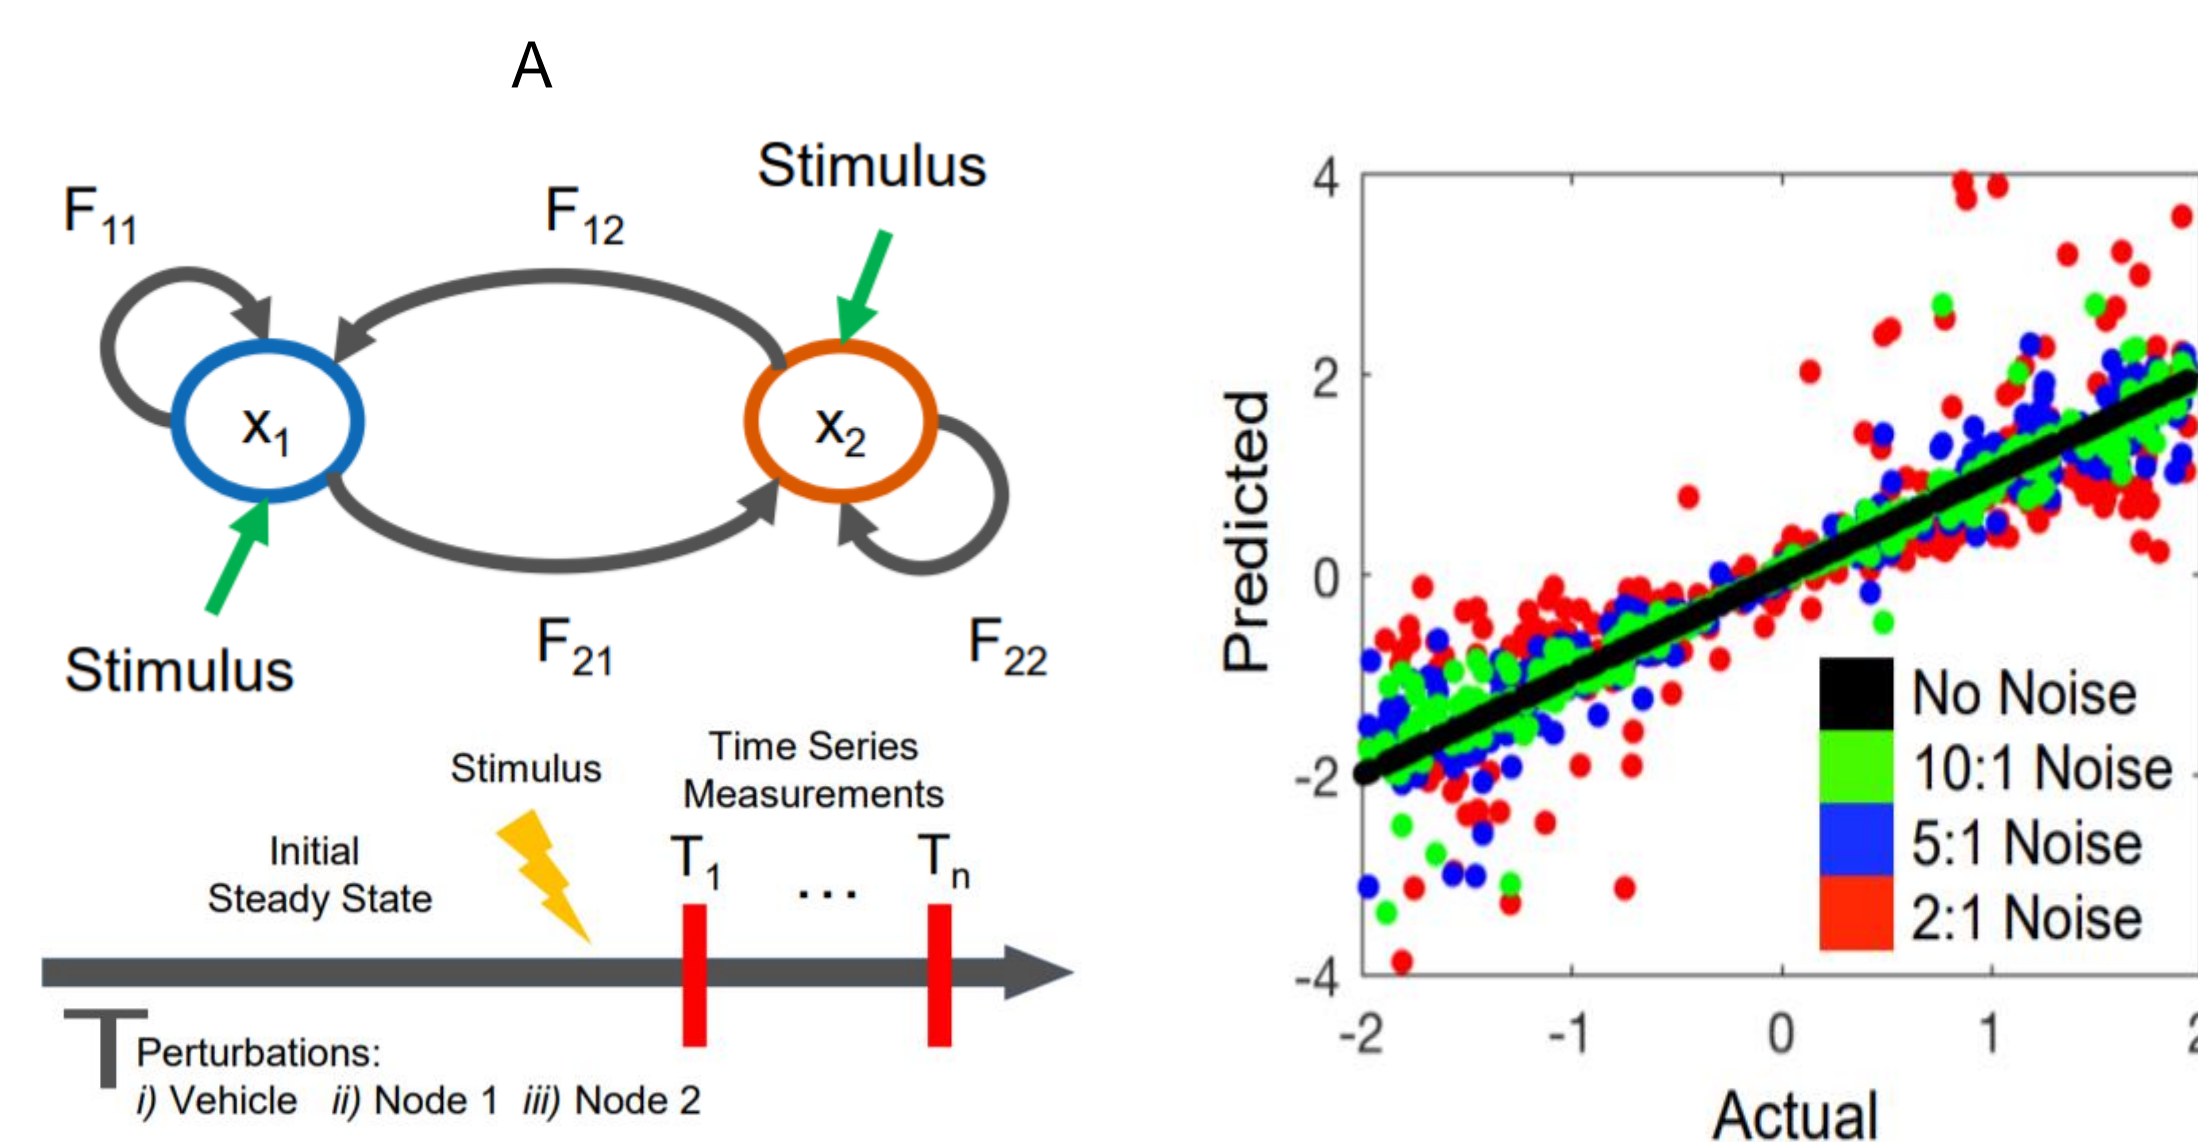 A
Stimulus
F11
F12
x1
x2
Stimulus
F21
F22
Stimulus
Time Series
Measurements
Initial
Steady State
T1
...
Tn
Perturbations:
i) Vehicle ii) Node 1 iii) Node 2
4
2
0
-2
-4
Predicted
No Noise
10:1 Noise
5:1 Noise
2:1 Noise
-2
-1
0
1
2
Actual